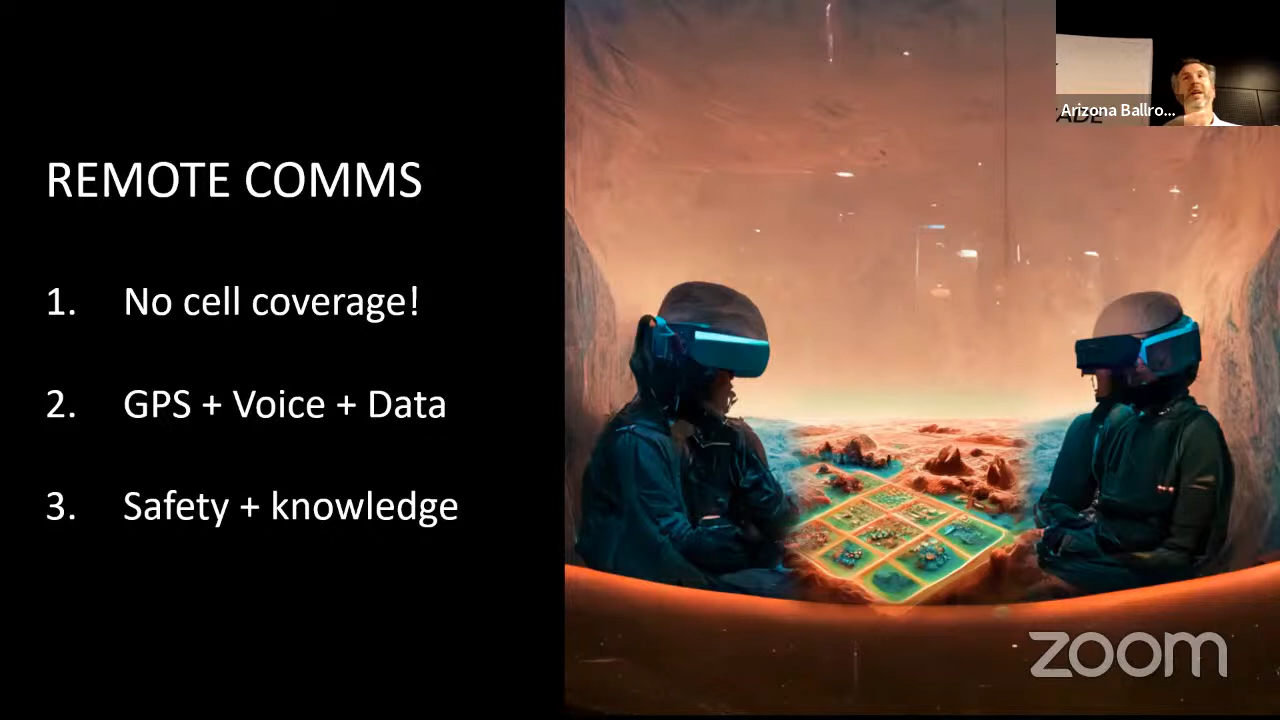 REMOTE COMMS
1. No cell coverage!
2. GPS + Voice + Data
3. Safety + knowledge
Arizona Ballro...
zoom